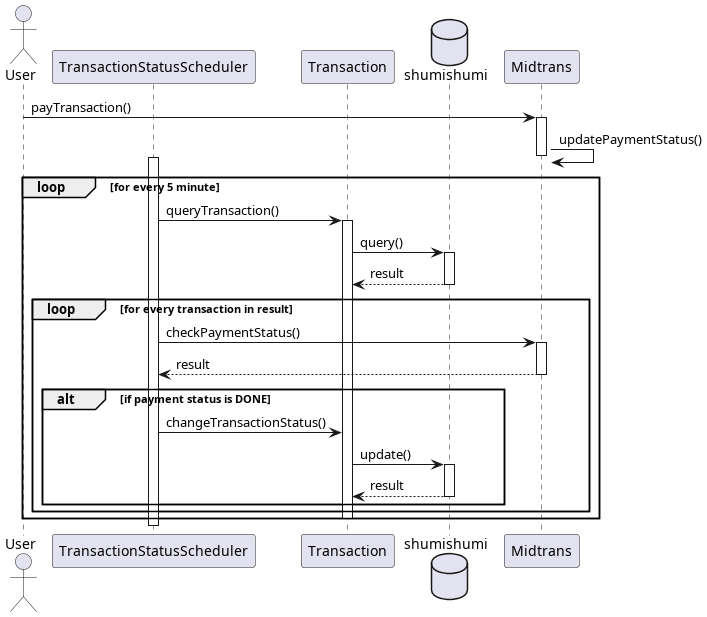 User
TransactionStatusScheduler
Transaction
shumishumi
Midtrans
payTransaction()
updatePaymentStatus()
loop [for every 5 minute]
queryTransaction()
query()
result
loop [for every transaction in result]
checkPaymentStatus()
result
alt [if payment status is DONE]
changeTransactionStatus()
update()
result
User
TransactionStatusScheduler
Transaction
shumishumi
Midtrans